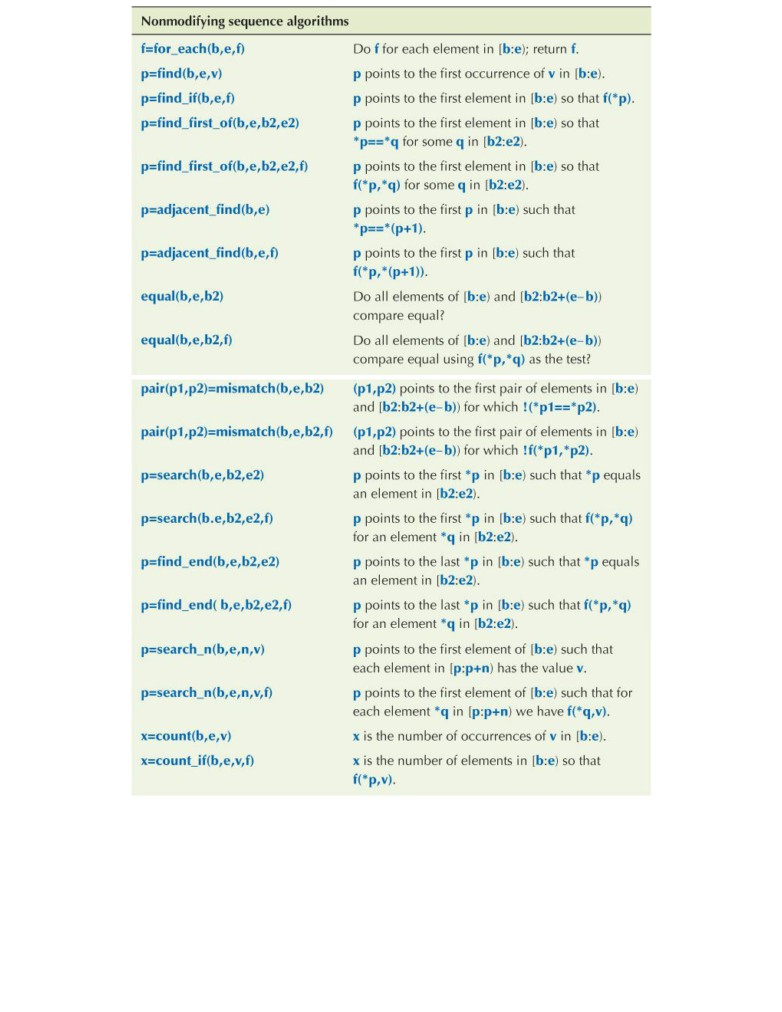 Nonmodifying sequence algorithms
f=for_each(b,e,f) Do f for each element in [b:e); return f.
p=find(b,e,v) p points to the first occurrence of v in [b:e).
p=find_if(b,e,f) p points to the first element in [b:e) so that f(*p).
p=find_first_of(b,e,b2,e2) p points to the first element in [b:e) so that
*p==*q for some q in [b2:e2).
p=find_first_of(b,e,b2,e2,f) p points to the first element in [b:e) so that
f(*p,*q) for some q in [b2:e2).
p=adjacent_find(b,e) p points to the first p in [b:e) such that
*p==*(p+1).
p=adjacent_find(b,e,f) p points to the first p in [b:e) such that
f(*p,*(p+1)).
equal(b,e,b2) Do all elements of [b:e) and [b2:b2+(e–b))
compare equal?
equal(b,e,b2,f) Do all elements of [b:e) and [b2:b2+(e–b))
compare equal using f(*p,*q) as the test?
pair(p1,p2)=mismatch(b,e,b2) (p1,p2) points to the first pair of elements in [b:e)
and [b2:b2+(e–b)) for which !(*p1==*p2).
pair(p1,p2)=mismatch(b,e,b2,f) (p1,p2) points to the first pair of elements in [b:e)
and [b2:b2+(e–b)) for which !f(*p1,*p2).
p=search(b,e,b2,e2) p points to the first *p in [b:e) such that *p equals
an element in [b2:e2).
p=search(b.e,b2,e2,f) p points to the first *p in [b:e) such that f(*p,*q)
for an element *q in [b2:e2).
p=find_end(b,e,b2,e2) p points to the last *p in [b:e) such that *p equals
an element in [b2:e2).
p=find_end( b,e,b2,e2,f) p points to the last *p in [b:e) such that f(*p,*q)
for an element *q in [b2:e2).
p=search_n(b,e,n,v) p points to the first element of [b:e) such that
each element in [p:p+n) has the value v.
p=search_n(b,e,n,v,f) p points to the first element of [b:e) such that for
each element *q in [p:p+n) we have f(*q,v).
x=count(b,e,v) x is the number of occurrences of v in [b:e).
x=count_if(b,e,v,f) x is the number of elements in [b:e) so that
f(*p,v).